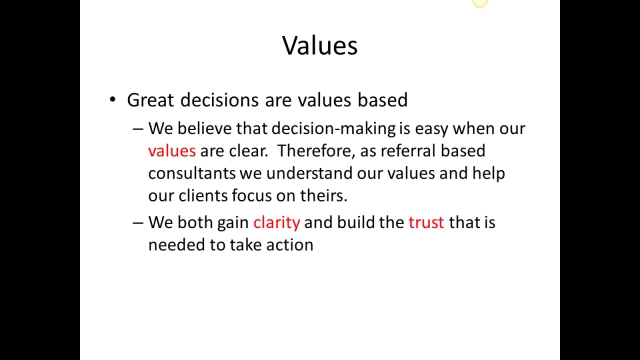 Values
• Great decisions are values based
– We believe that decision-making is easy when our
values are clear. Therefore, as referral based
consultants we understand our values and help
our clients focus on theirs.
– We both gain clarity and build the trust that is
needed to take action